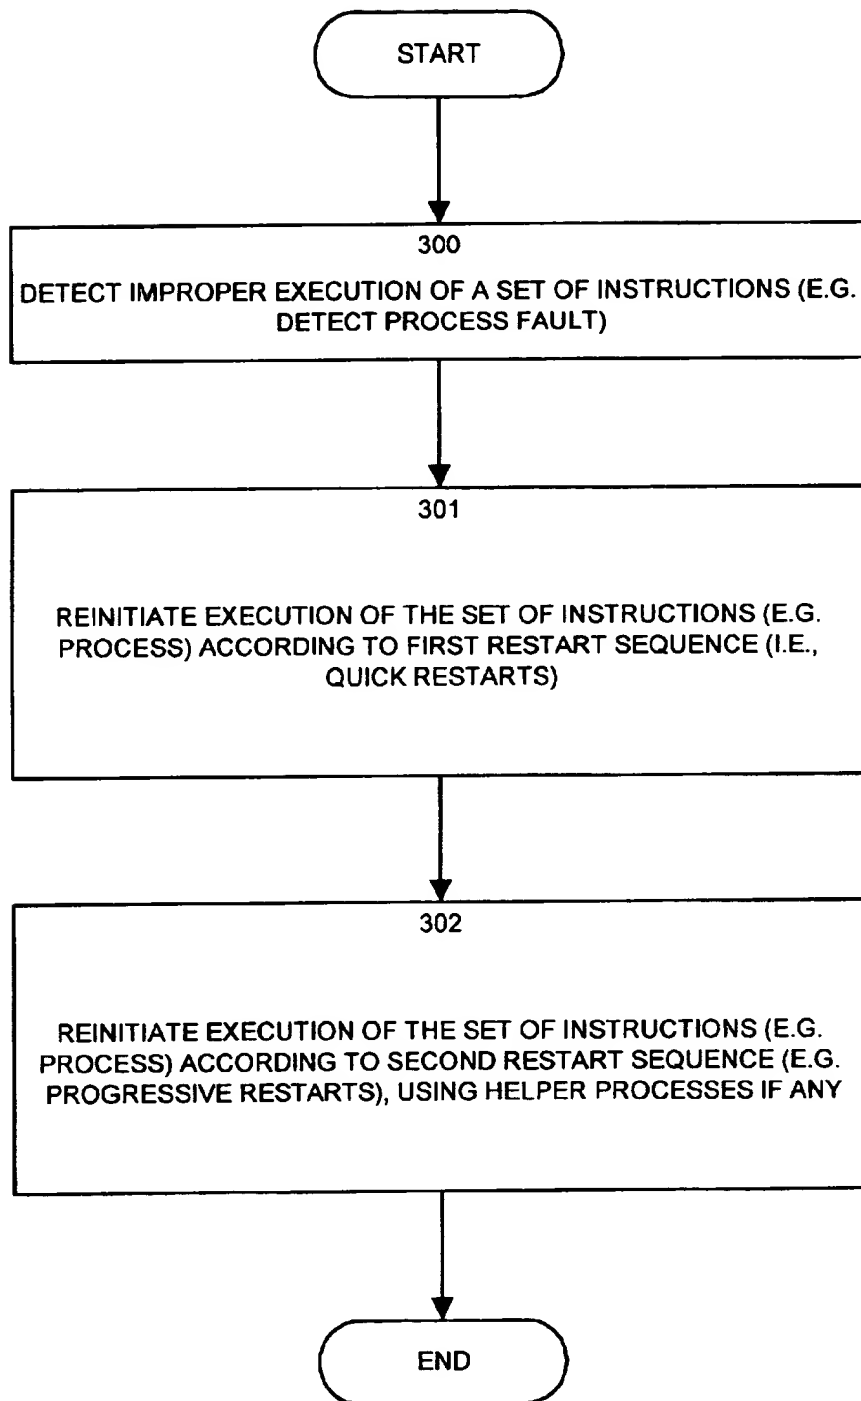 START
300
DETECT IMPROPER EXECUTION OF A SET OF INSTRUCTIONS (E.G.
DETECT PROCESS FAULT)
301
REINITIATE EXECUTION OF THE SET OF INSTRUCTIONS (E.G.
PROCESS) ACCORDING TO FIRST RESTART SEQUENCE (I.E.,
QUICK RESTARTS)
302
REINITIATE EXECUTION OF THE SET OF INSTRUCTIONS (E.G.
PROCESS) ACCORDING TO SECOND RESTART SEQUENCE (E.G.
PROGRESSIVE RESTARTS), USING HELPER PROCESSES IF ANY
END